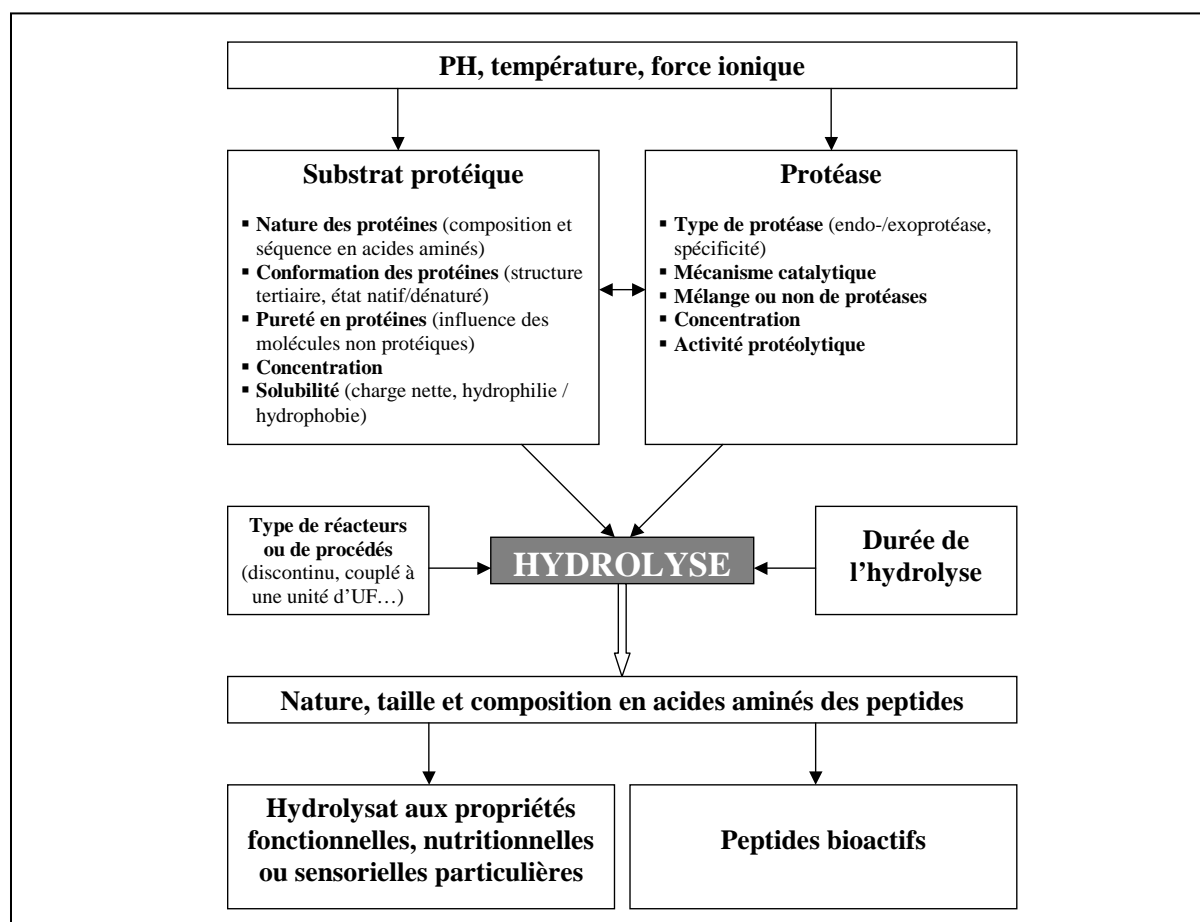 PH, température, force ionique
Substrat protéique
▪ Nature des protéines (composition et
séquence en acides aminés)
▪ Conformation des protéines (structure
tertiaire, état natif/dénaturé)
▪ Pureté en protéines (influence des
molécules non protéiques)
▪ Concentration
▪ Solubilité (charge nette, hydrophilie /
hydrophobie)
Protéase
▪ Type de protéase (endo-/exoprotéase,
spécificité)
▪ Mécanisme catalytique
▪ Mélange ou non de protéases
▪ Concentration
▪ Activité protéolytique
Type de réacteurs
ou de procédés
(discontinu, couplé à
une unité d’UF…)
HYDROLYSE
Durée de
l’hydrolyse
Nature, taille et composition en acides aminés des peptides
Hydrolysat aux propriétés
fonctionnelles, nutritionnelles
ou sensorielles particulières
Peptides bioactifs